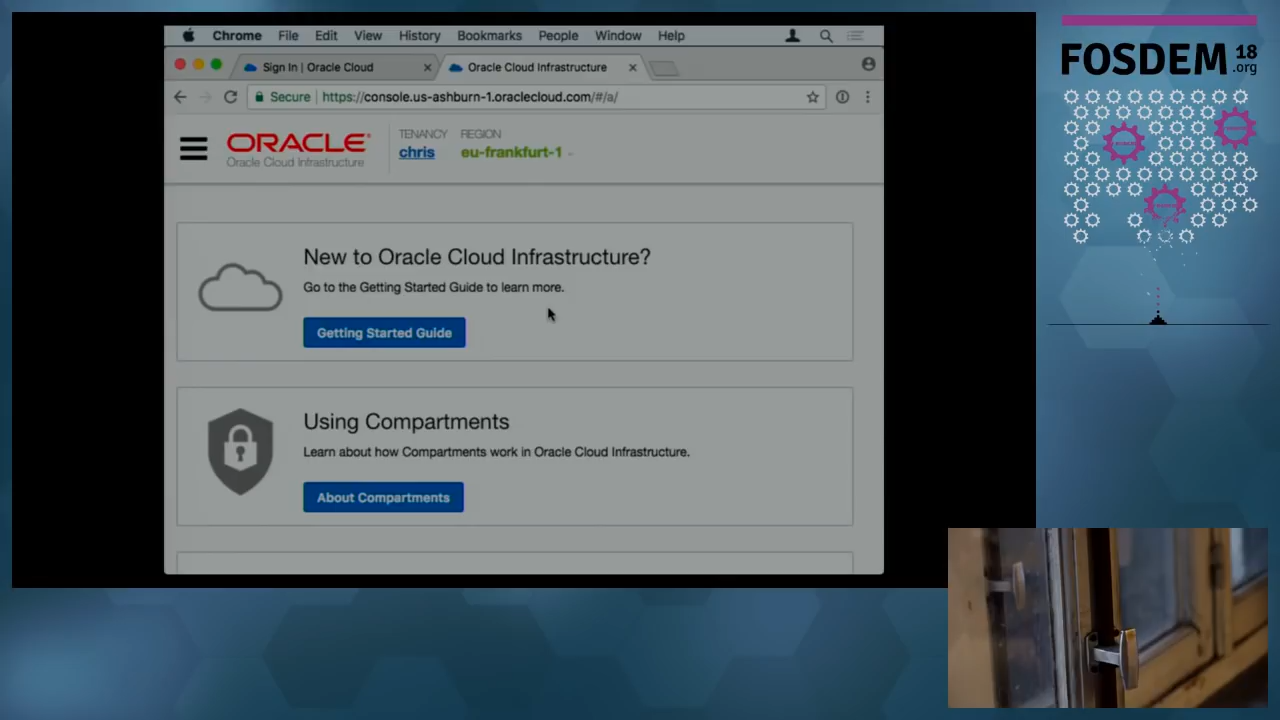 Chrome File Edit View History Bookmarks People Window Help
Sign In | Oracle Cloud
Oracle Cloud Infrastructure
Secure https://console.us-ashburn-1.oraclecloud.com/#/a/
ORACLE
Oracle Cloud Infrastructure
TENANCY
chris
REGION
eu-frankfurt-1
New to Oracle Cloud Infrastructure?
Go to the Getting Started Guide to learn more.
Getting Started Guide
Using Compartments
Learn about how Compartments work in Oracle Cloud Infrastructure.
About Compartments
FOSDEM 18
.org